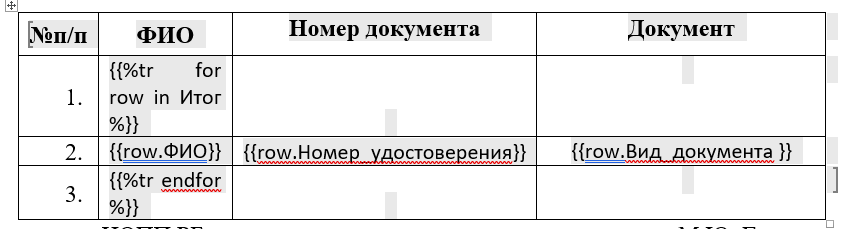 №п/п ФИО Номер документа Документ
1. {{%tr for
row in Итог
%}}
2. {{row.ФИО}} {{row.Номер_удостоверения}} {{row.Вид_документа }}
3. {{%tr endfor
%}}